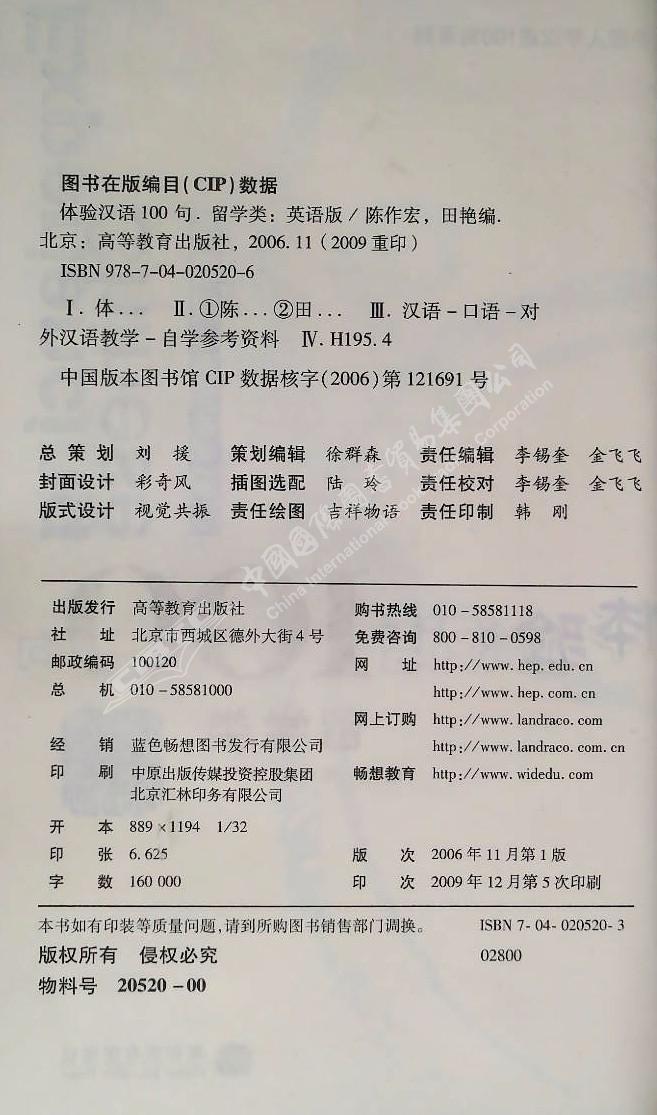 图书在版编目(CIP)数据
体验汉语100句. 留学类: 英语版 / 陈作宏, 田艳编.
北京: 高等教育出版社, 2006.11(2009重印)
ISBN 978-7-04-020520-6
Ⅰ. 体... Ⅱ. ①陈...②田... Ⅲ. 汉语-口语-对
外汉语教学-自学参考资料 Ⅳ. H195.4
中国版本图书馆CIP数据核字(2006)第121691号
总策划 刘援 策划编辑 徐群森 责任编辑 李锡奎 金飞飞
封面设计 彩奇风 插图选配 陆玲 责任校对 李锡奎 金飞飞
版式设计 视觉共振 责任绘图 吉祥物语 责任印制 韩刚
中國國際圖書貿易集團公司
China International Book Trading Corporation
出版发行 高等教育出版社 购书热线 010-58581118
社址 北京市西城区德外大街4号 免费咨询 800-810-0598
邮政编码 100120 网址 http://www.hep.edu.cn
总机 010-58581000 http://www.hep.com.cn
网上订购 http://www.landraco.com
经销 蓝色畅想图书发行有限公司 http://www.landraco.com.cn
印刷 中原出版传媒投资控股集团 畅想教育 http://www.widedu.com
北京汇林印务有限公司
开本 889×1194 1/32
印张 6.625 版次 2006年11月第1版
字数 160 000 印次 2009年12月第5次印刷
本书如有印装等质量问题,请到所购图书销售部门调换。 ISBN 7-04-020520-3
版权所有 侵权必究 02800
物料号 20520-00